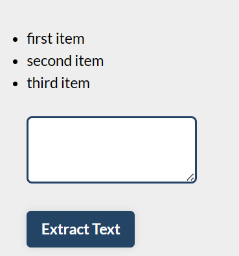 • first item
• second item
• third item
Extract Text